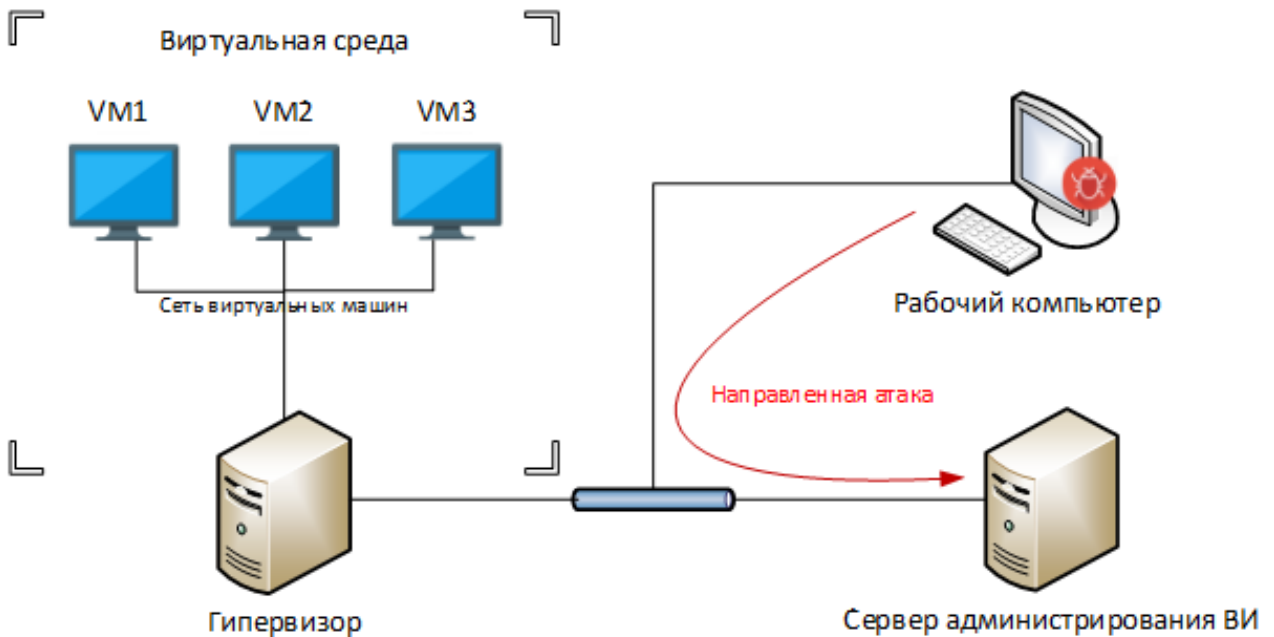 Виртуальная среда
VM1
VM2
VM3
Сеть виртуальных машин
Рабочий компьютер
Направленная атака
Гипервизор
Сервер администрирования ВИ